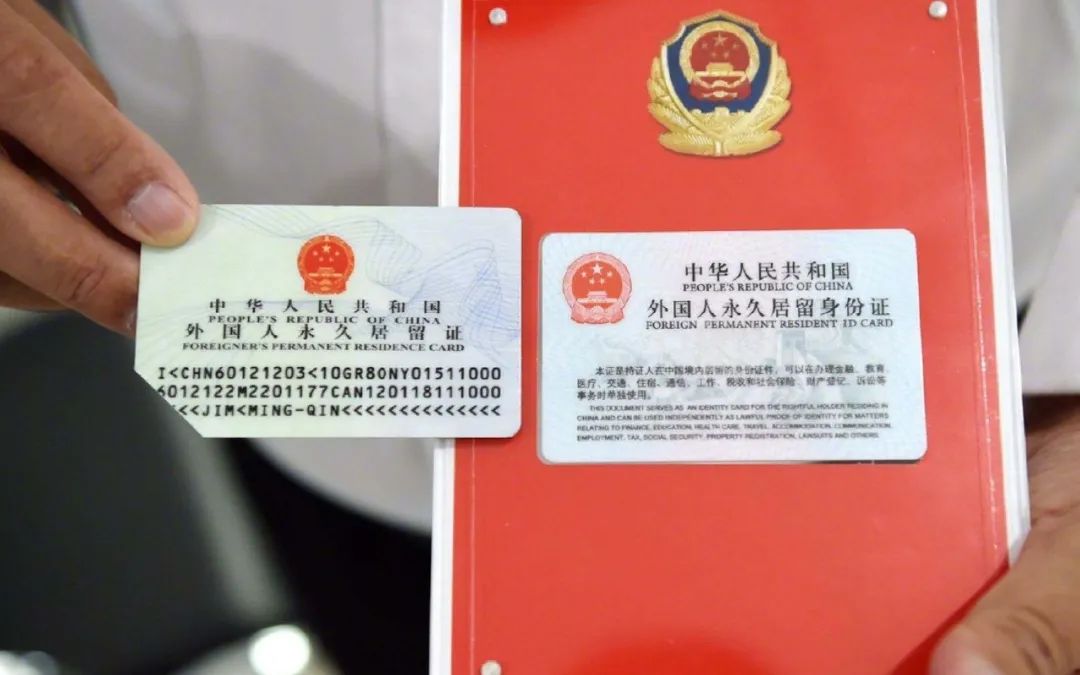 中华人民共和国
PEOPLE'S REPUBLIC OF CHINA
外国人永久居留证
FOREIGNER'S PERMANENT RESIDENCE CARD
I<CHN60121203<10GR80NY01511000
6012122M2201177CAN120118111000
<<JIM<MING-QIN<<<<<<<<<<<<<<<
中华人民共和国
PEOPLE'S REPUBLIC OF CHINA
外国人永久居留身份证
FOREIGN PERMANENT RESIDENT ID CARD
本证是持证人在中国境内居留的身份证件，可以在办理金融、教育
医疗、交通、住宿、通信、工作、税收和社会保险、财产登记、诉讼等
事务时单独使用。
THIS DOCUMENT SERVES AS AN IDENTITY CARD FOR THE RIGHTFUL HOLDER RESIDING IN
CHINA AND CAN BE USED INDEPENDENTLY AS LAWFUL PROOF OF IDENTITY FOR MATTERS
RELATING TO FINANCE, EDUCATION, HEALTH CARE, TRAVEL, ACCOMMODATION, COMMUNICATION,
EMPLOYMENT, TAX, SOCIAL SECURITY, PROPERTY REGISTRATION, LAWSUITS AND OTHERS.